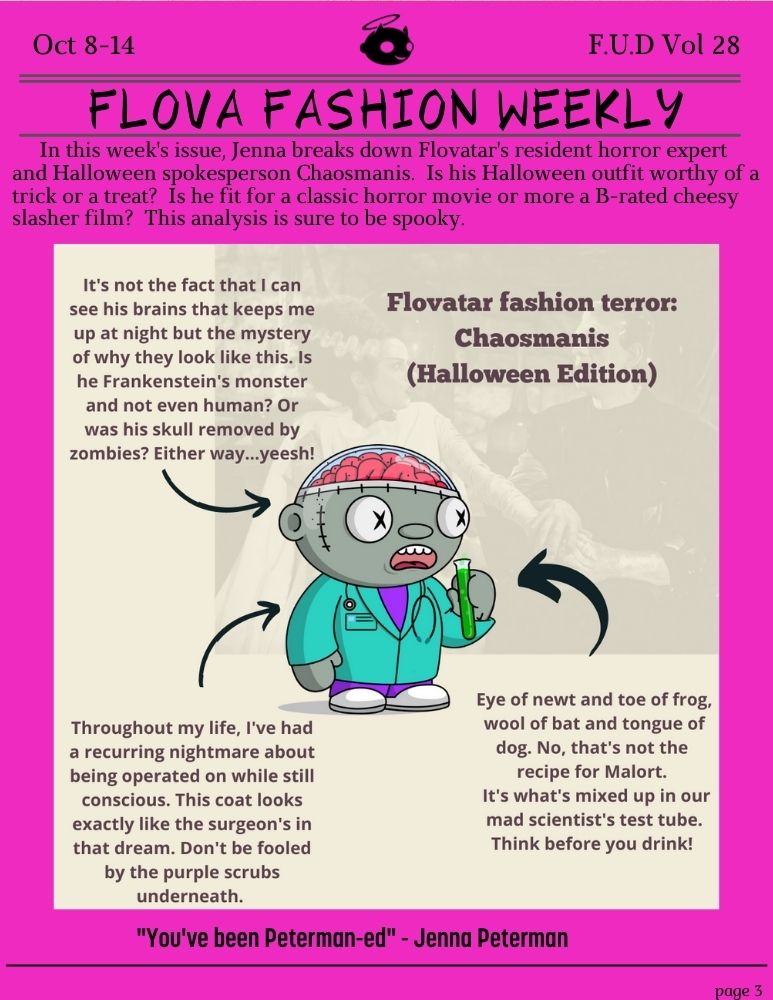 Oct 8-14
F.U.D Vol 28
FLOVA FASHION WEEKLY
In this week's issue, Jenna breaks down Flovatar's resident horror expert
and Halloween spokesperson Chaosmanis. Is his Halloween outfit worthy of a
trick or a treat? Is he fit for a classic horror movie or more a B-rated cheesy
slasher film? This analysis is sure to be spooky.
It's not the fact that I can
see his brains that keeps me
up at night but the mystery
of why they look like this. Is
he Frankenstein's monster
and not even human? Or
was his skull removed by
zombies? Either way...yeesh!
Flovatar fashion terror:
Chaosmanis
(Halloween Edition)
Throughout my life, I've had
a recurring nightmare about
being operated on while still
conscious. This coat looks
exactly like the surgeon's in
that dream. Don't be fooled
by the purple scrubs
underneath.
Eye of newt and toe of frog,
wool of bat and tongue of
dog. No, that's not the
recipe for Malort.
It's what's mixed up in our
mad scientist's test tube.
Think before you drink!
"You've been Peterman-ed" - Jenna Peterman
page 3